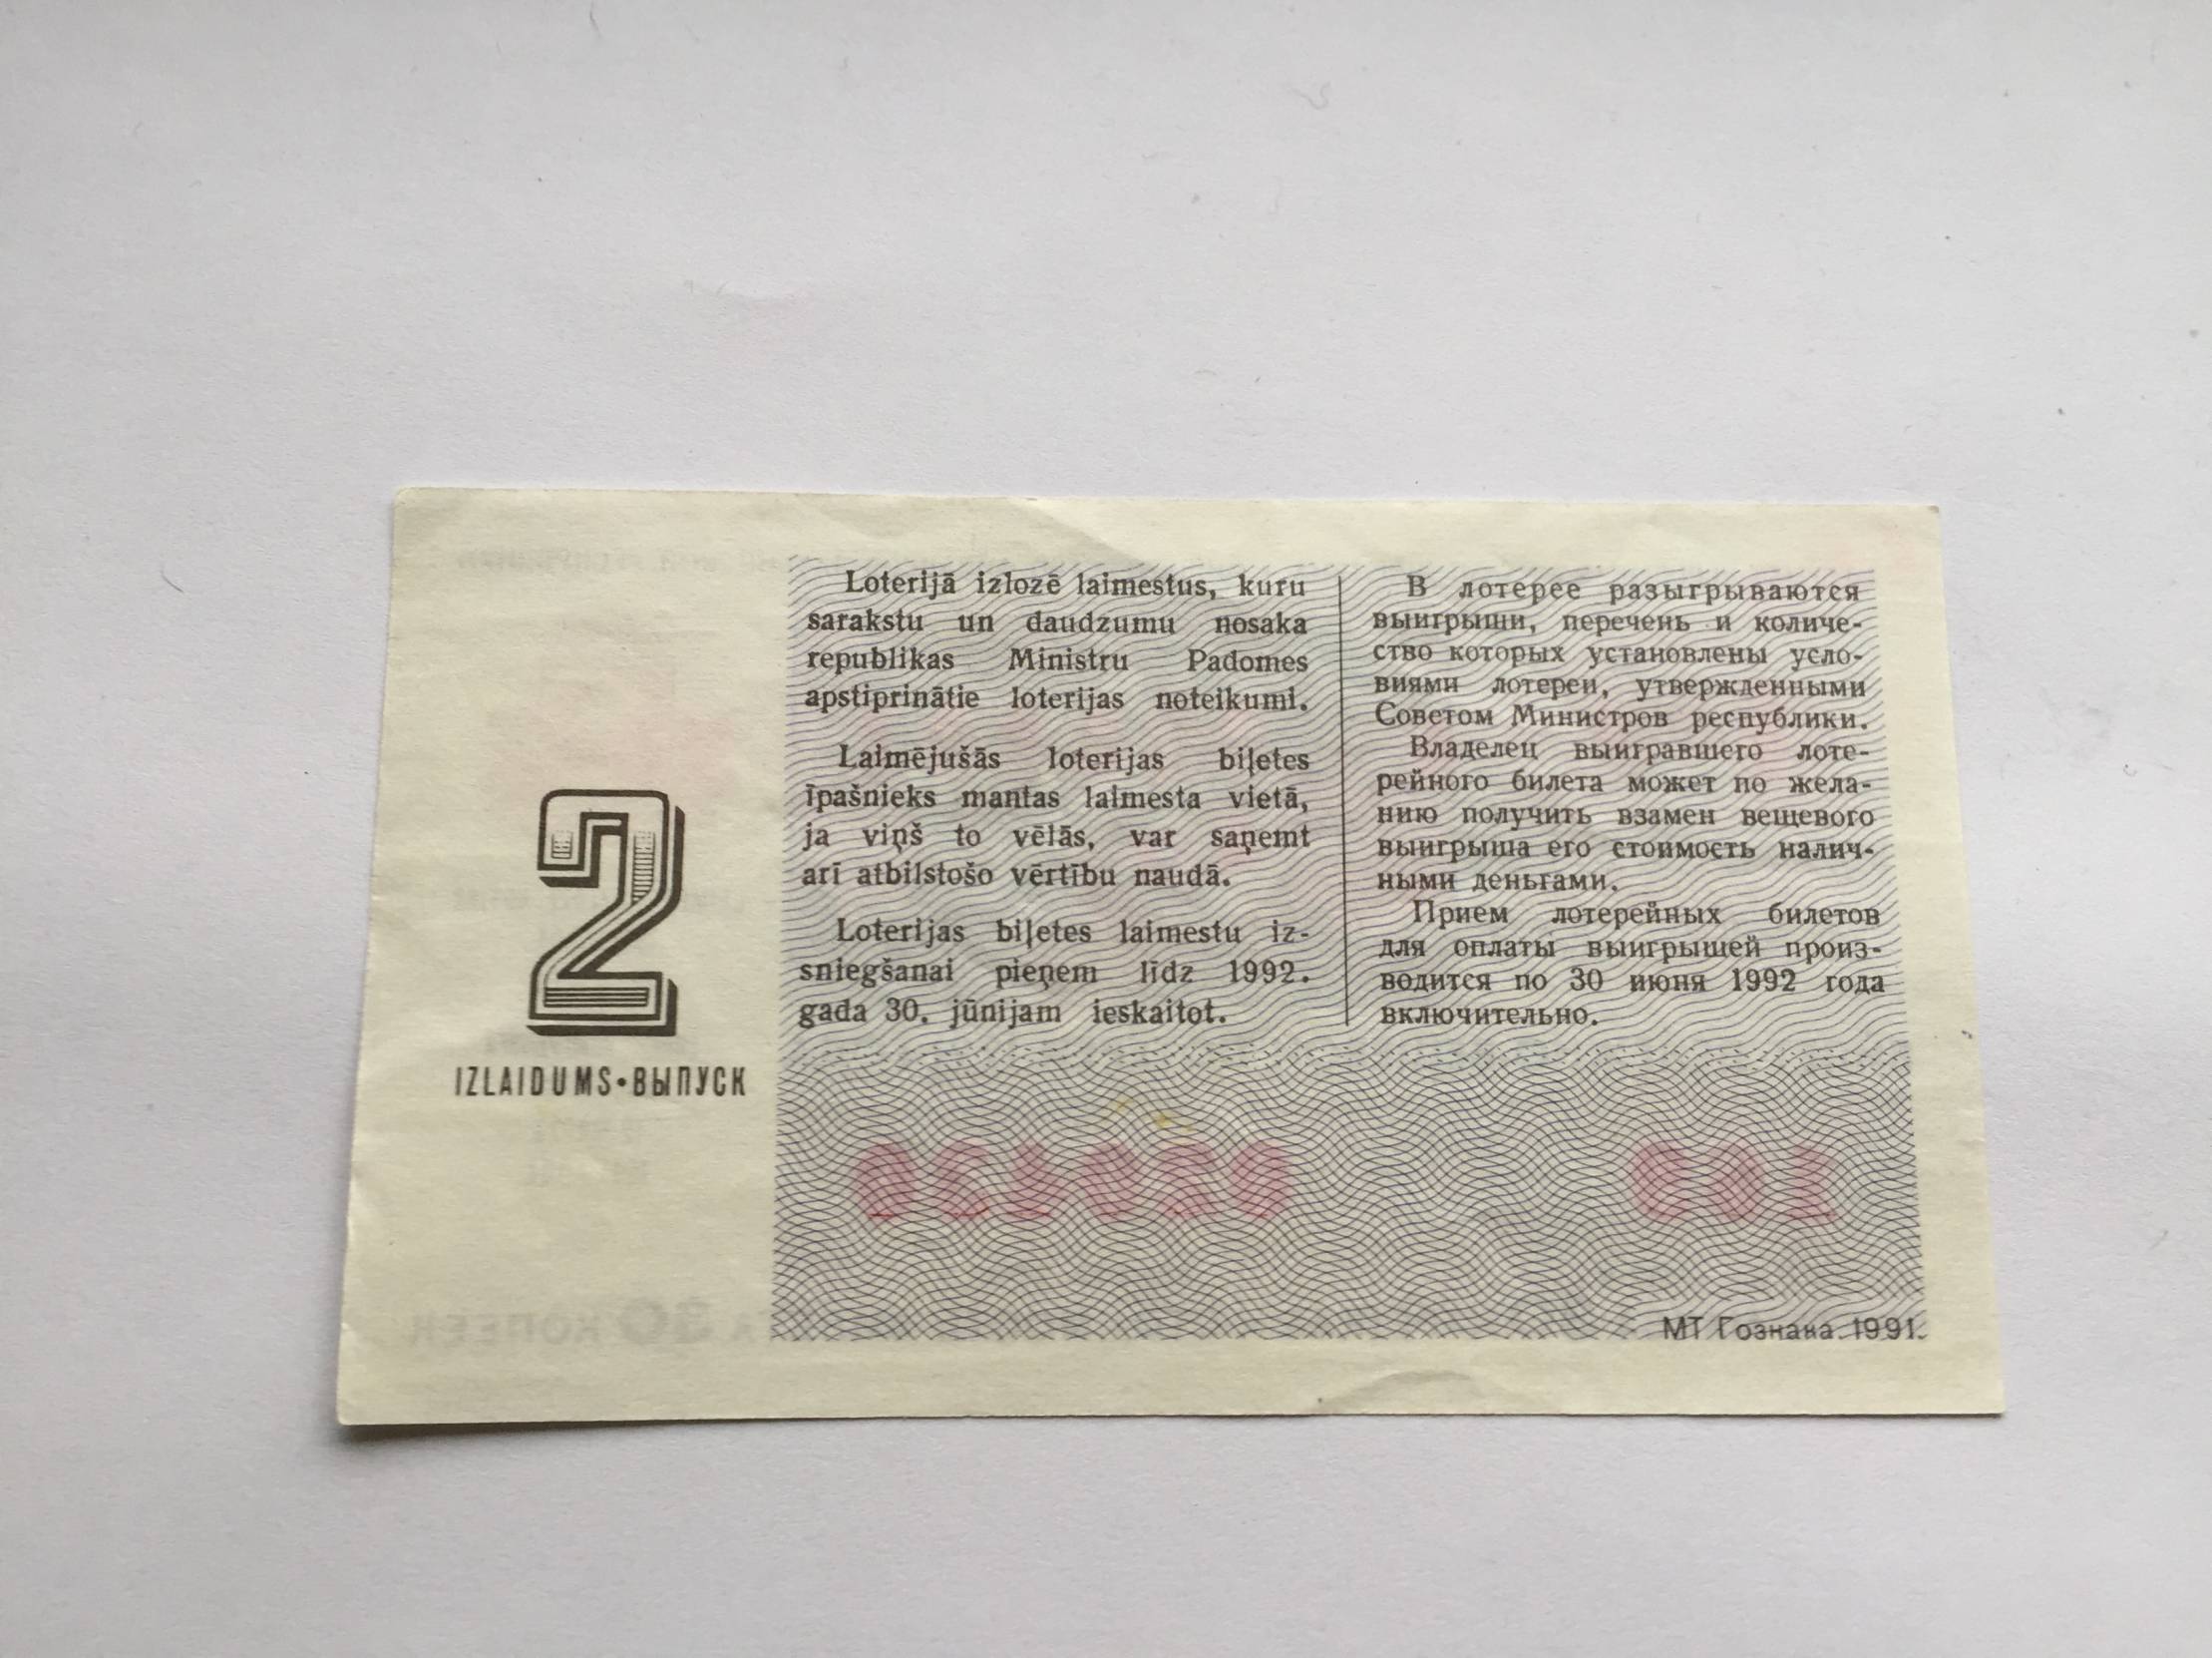 Loterijā izlozē laimestus, kuru
sarakstu un daudzumu nosaka
republikas Ministru Padomes
apstiprinātie loterijas noteikumi.
Laimējušās loterijas biļetes
īpašnieks mantas laimesta vietā,
ja viņš to vēlās, var saņemt
arī atbilstošo vērtību naudā.
Loterijas biļetes laimestu iz-
sniegšanai pieņem līdz 1992.
gada 30. jūnijam ieskaitot.
В лотерее разыгрываются
выигрыши, перечень и количе-
ство которых установлены усло-
виями лотереи, утвержденными
Советом Министров республики.
Владелец выигравшего лоте-
рейного билета может по жела-
нию получить взамен вещевого
выигрыша его стоимость налич-
ными деньгами.
Прием лотерейных билетов
для оплаты выигрышей произ-
водится по 30 июня 1992 года
включительно.
2
IZLAIDUMS•ВЫПУСК
30 КОПЕЕК
МТ Гознака. 1991.